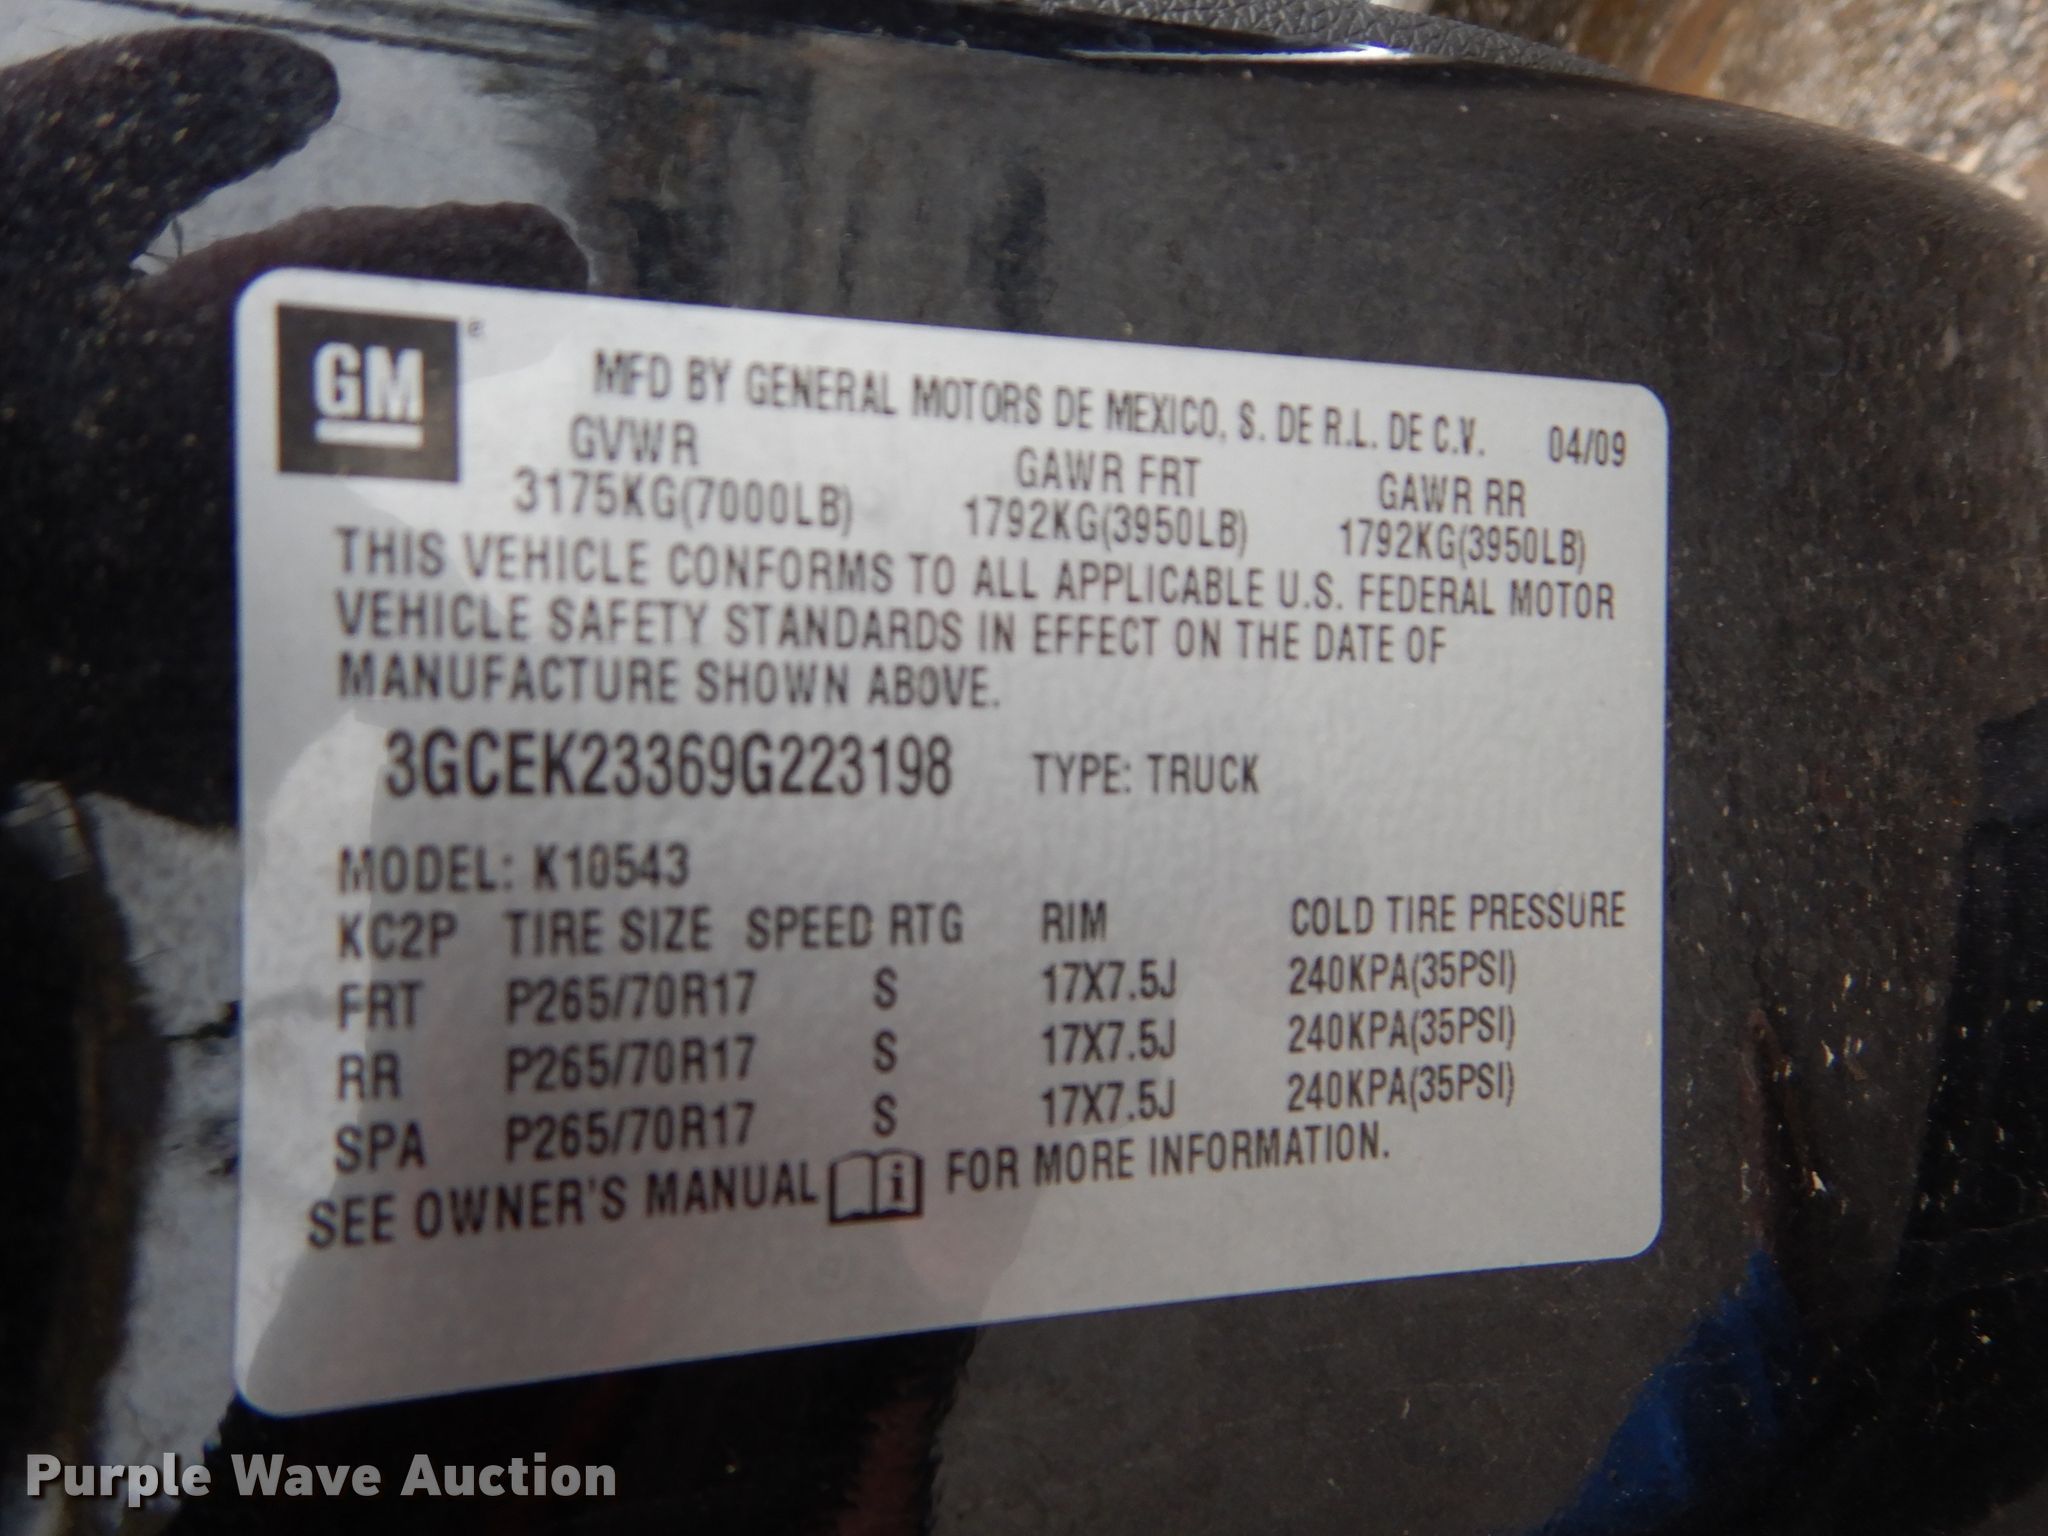 GM
MFD BY GENERAL MOTORS DE MEXICO, S. DE R.L. DE C.V. 04/09
GVWR GAWR FRT GAWR RR
3175KG(7000LB) 1792KG(3950LB) 1792KG(3950LB)
THIS VEHICLE CONFORMS TO ALL APPLICABLE U.S. FEDERAL MOTOR
VEHICLE SAFETY STANDARDS IN EFFECT ON THE DATE OF
MANUFACTURE SHOWN ABOVE.
3GCEK23369G223198 TYPE: TRUCK
MODEL: K10543
KC2P TIRE SIZE SPEED RTG RIM COLD TIRE PRESSURE
FRT P265/70R17 S 17X7.5J 240KPA(35PSI)
RR P265/70R17 S 17X7.5J 240KPA(35PSI)
SPA P265/70R17 S 17X7.5J 240KPA(35PSI)
SEE OWNER'S MANUAL i FOR MORE INFORMATION.
Purple Wave Auction